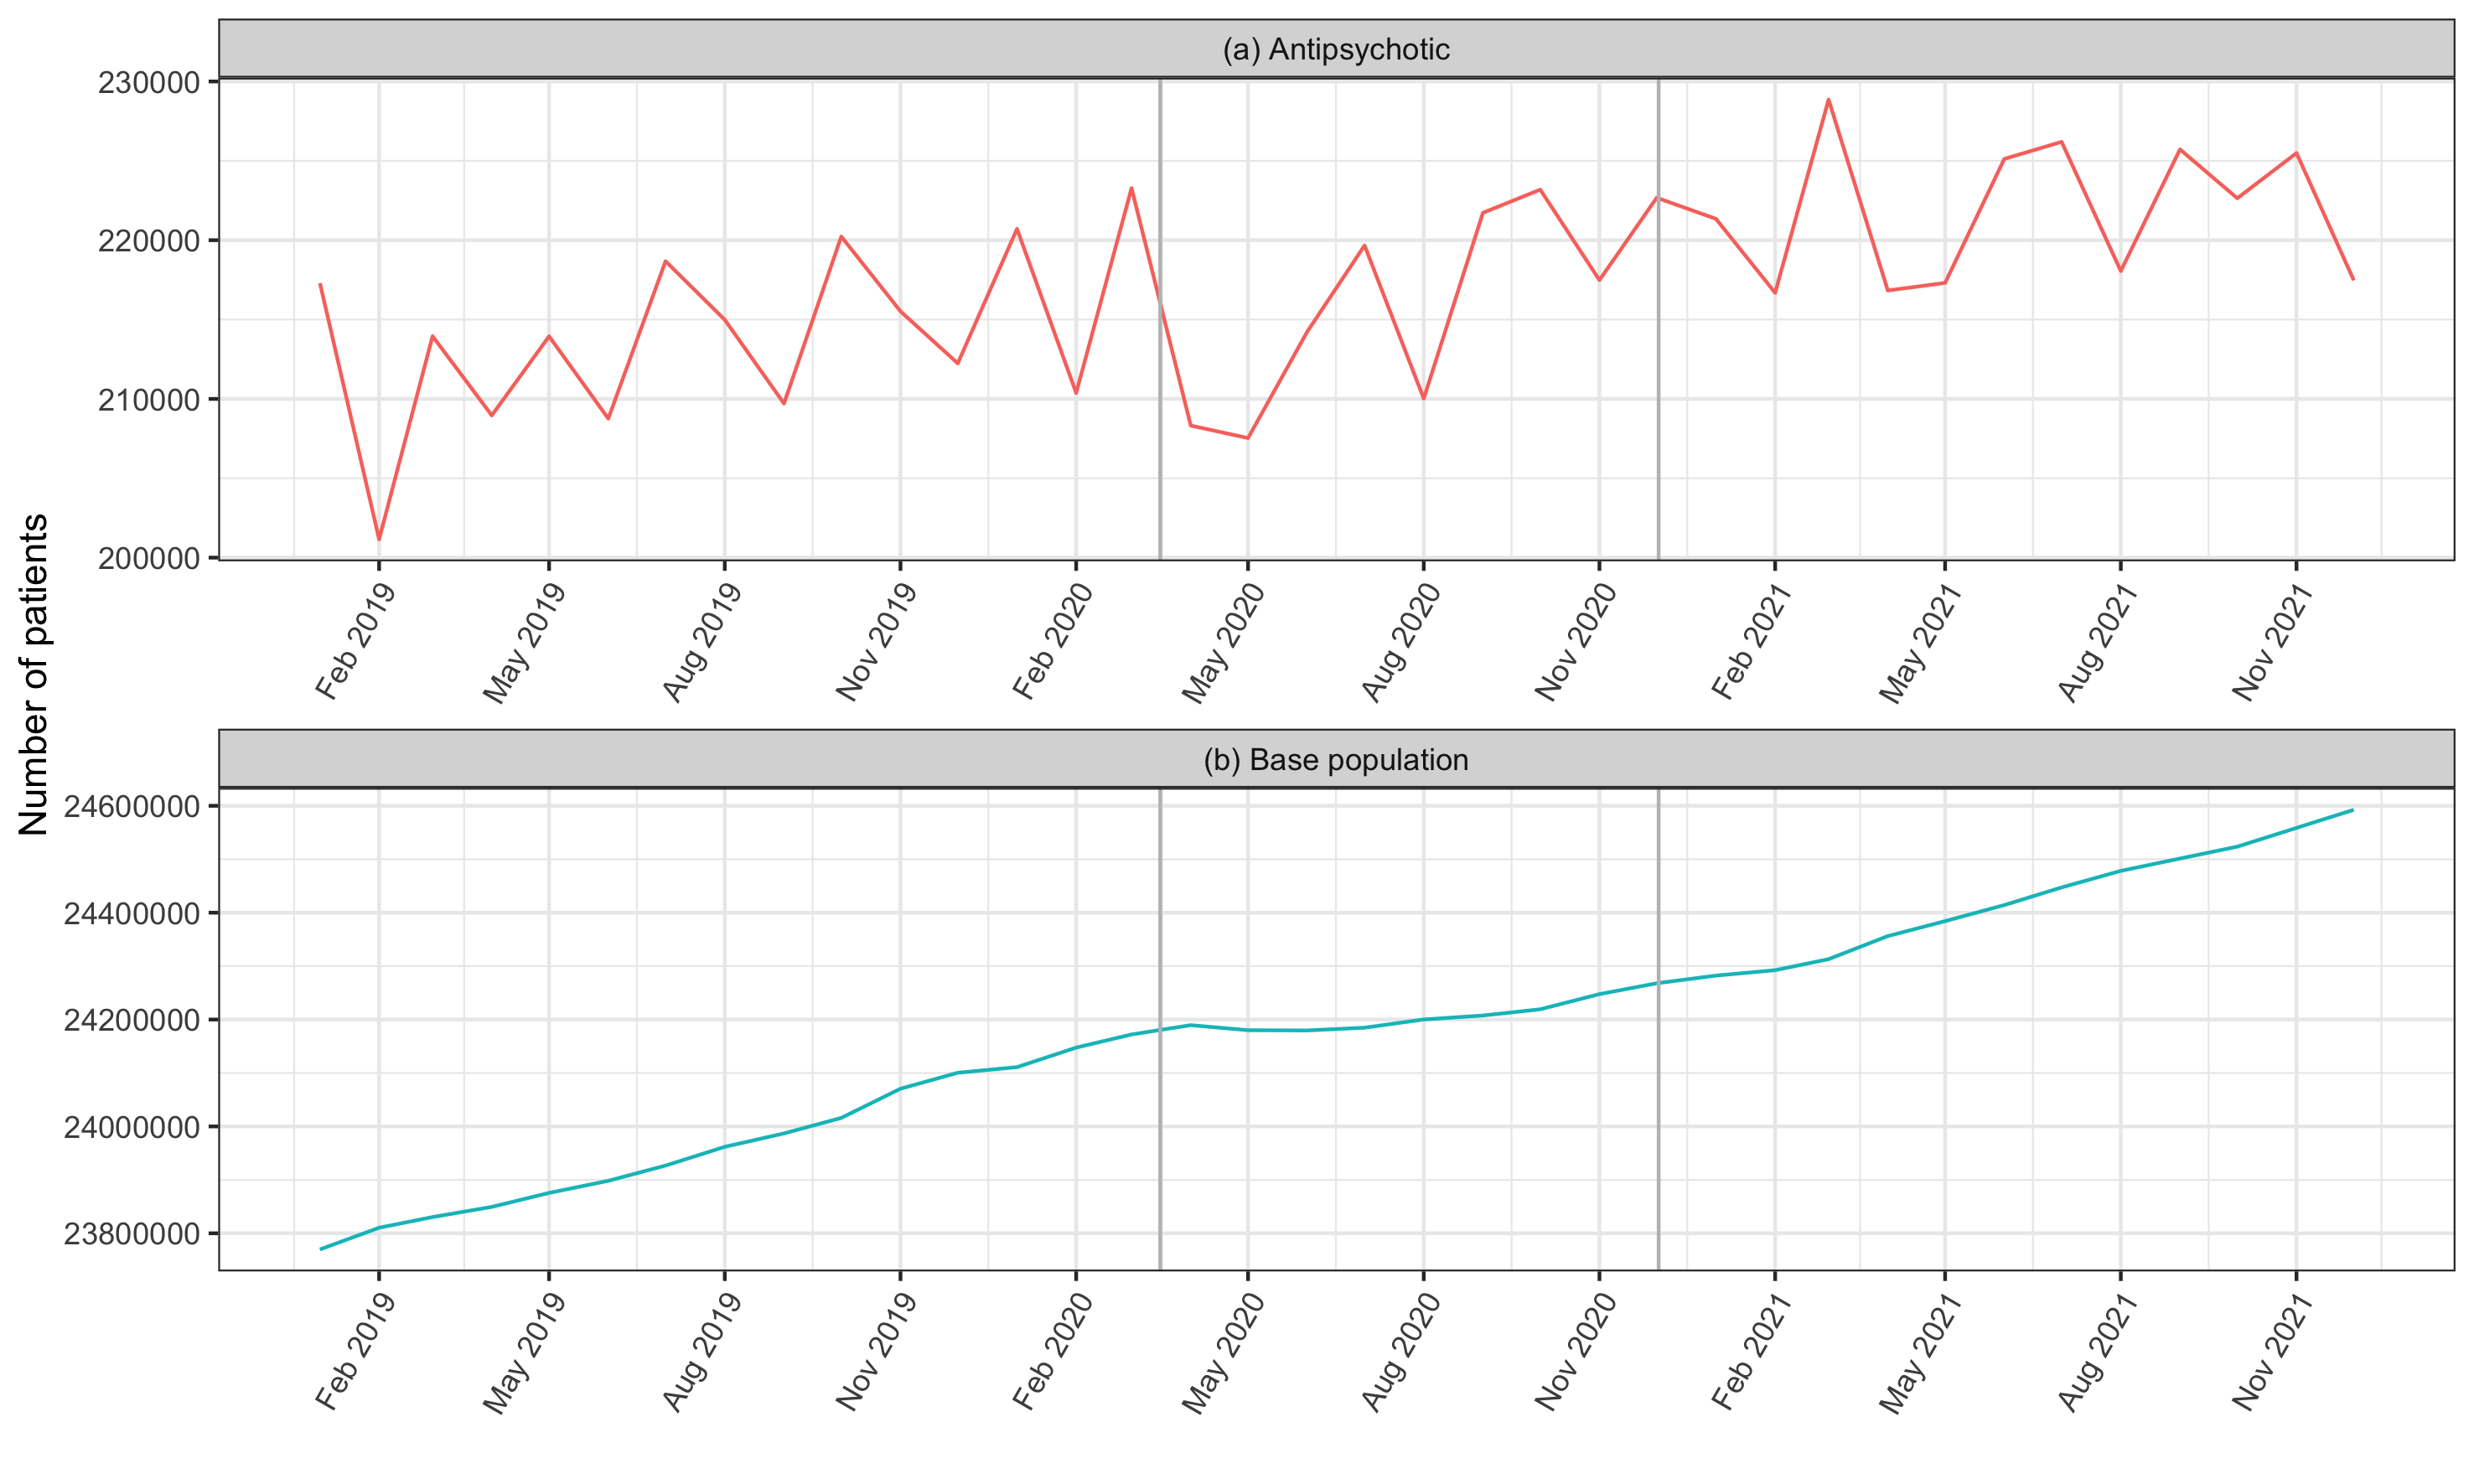 (a) Antipsychotic
230000
220000
210000
200000
Feb 2019
May 2019
Aug 2019
Nov 2019
Feb 2020
May 2020
Aug 2020
Nov 2020
Feb 2021
May 2021
Aug 2021
Nov 2021
Number of patients
(b) Base population
24600000
24400000
24200000
24000000
23800000
Feb 2019
May 2019
Aug 2019
Nov 2019
Feb 2020
May 2020
Aug 2020
Nov 2020
Feb 2021
May 2021
Aug 2021
Nov 2021